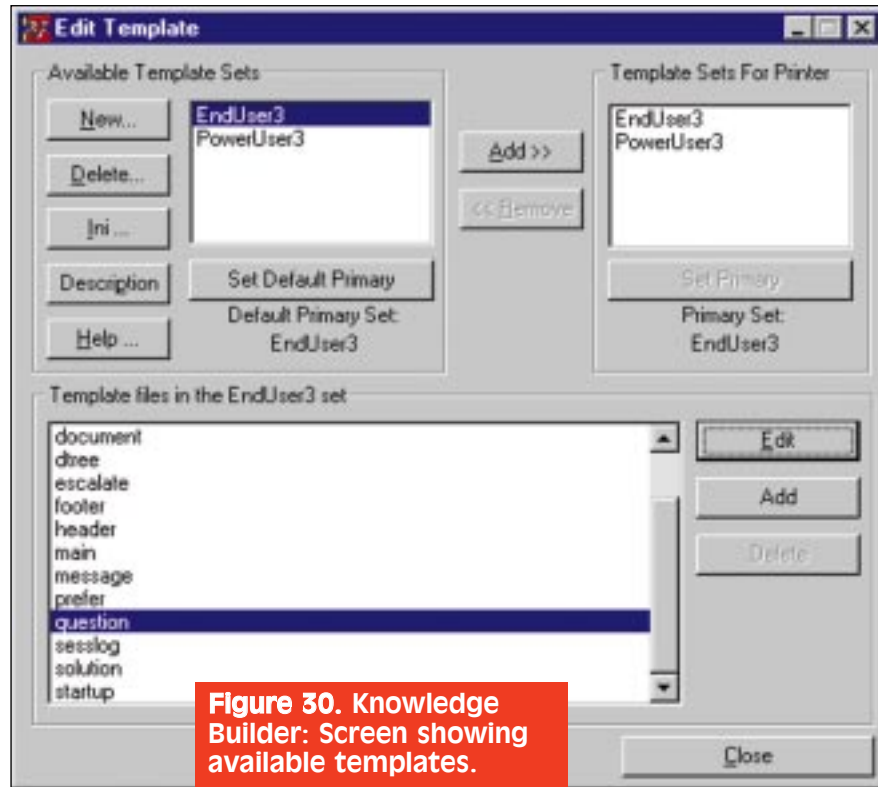 Edit Template
Available Template Sets
New...
Delete...
Ini ...
Description
Help ...
EndUser3
PowerUser3
Set Default Primary
Default Primary Set:
EndUser3
Add >>
<< Remove
Template Sets For Printer
EndUser3
PowerUser3
Set Primary
Primary Set:
EndUser3
Template files in the EndUser3 set
document
dtree
escalate
footer
header
main
message
prefer
question
sesslog
solution
startup
Edit
Add
Delete
Figure 30. Knowledge
Builder: Screen showing
available templates.
Close